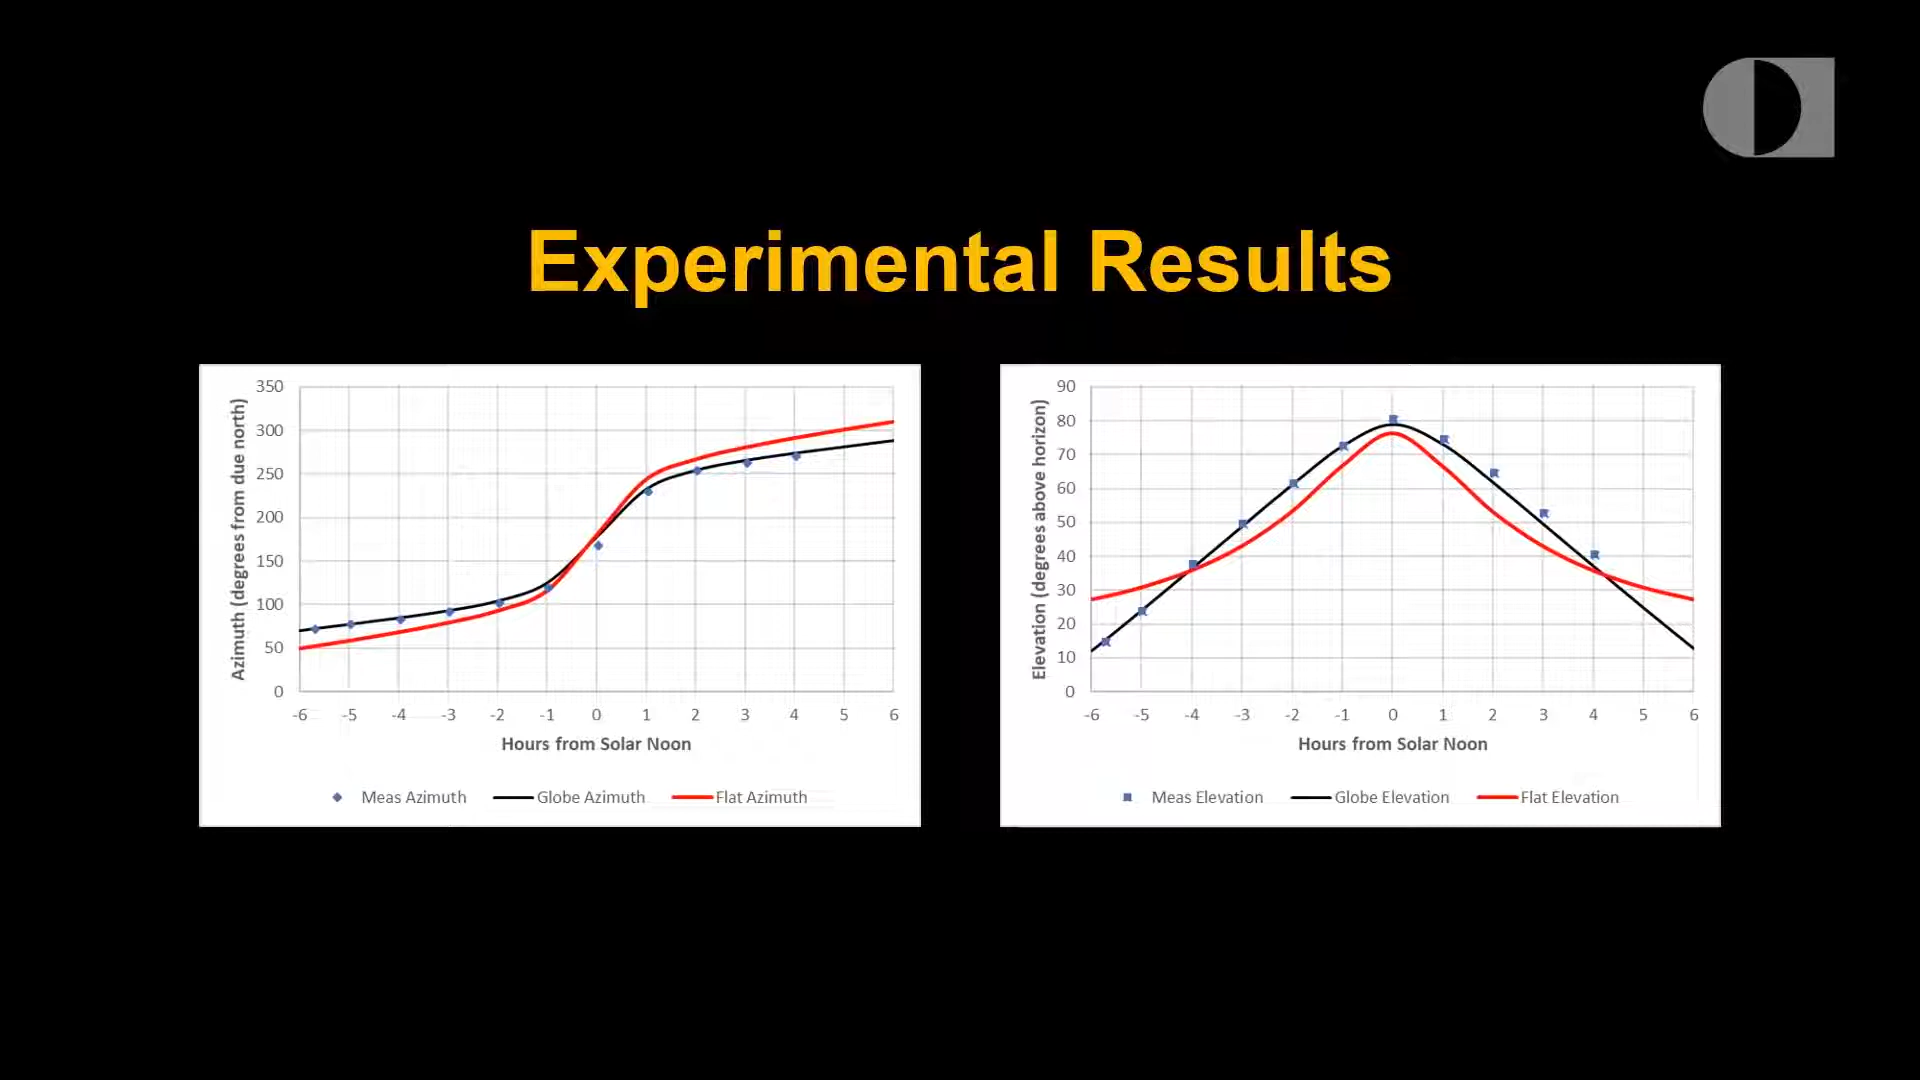 Experimental Results
350
300
250
200
150
100
50
0
Azimuth (degrees from due north)
-6 -5 -4 -3 -2 -1 0 1 2 3 4 5 6
Hours from Solar Noon
Meas Azimuth Globe Azimuth Flat Azimuth
90
80
70
60
50
40
30
20
10
0
Elevation (degrees above horizon)
-6 -5 -4 -3 -2 -1 0 1 2 3 4 5 6
Hours from Solar Noon
Meas Elevation Globe Elevation Flat Elevation